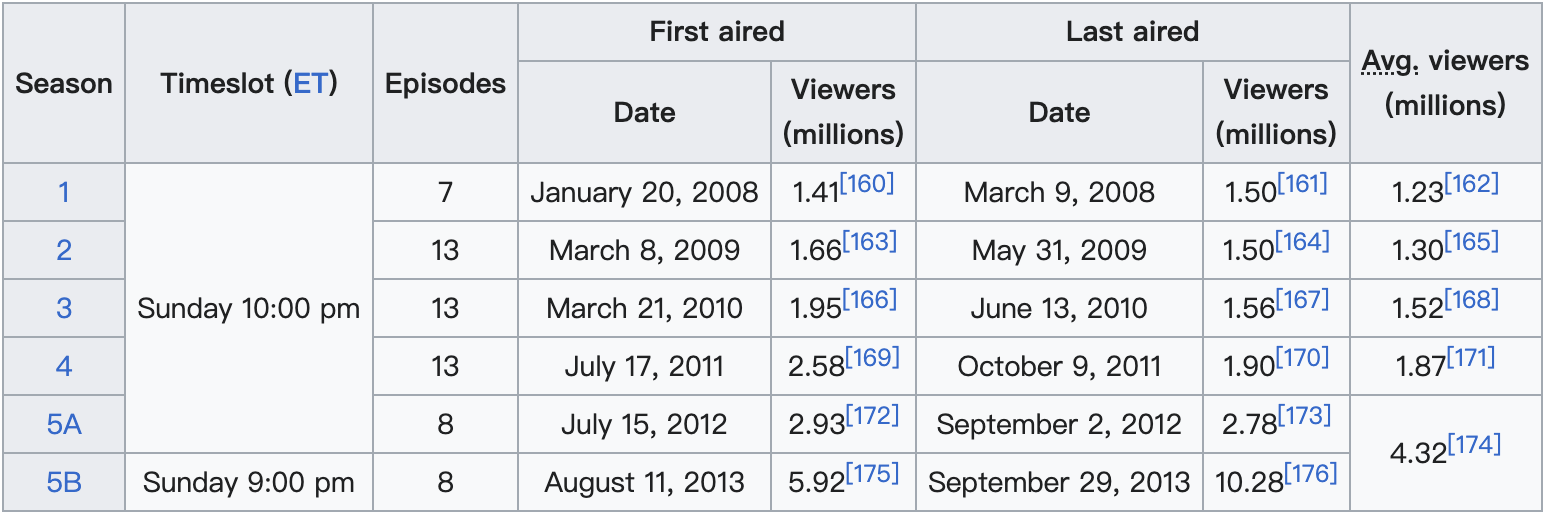 Season Timeslot (ET) Episodes First aired Last aired Avg. viewers (millions)
Date Viewers (millions) Date Viewers (millions)
1 Sunday 10:00 pm 7 January 20, 2008 1.41[160] March 9, 2008 1.50[161] 1.23[162]
2 13 March 8, 2009 1.66[163] May 31, 2009 1.50[164] 1.30[165]
3 13 March 21, 2010 1.95[166] June 13, 2010 1.56[167] 1.52[168]
4 13 July 17, 2011 2.58[169] October 9, 2011 1.90[170] 1.87[171]
5A 8 July 15, 2012 2.93[172] September 2, 2012 2.78[173] 4.32[174]
5B Sunday 9:00 pm 8 August 11, 2013 5.92[175] September 29, 2013 10.28[176]